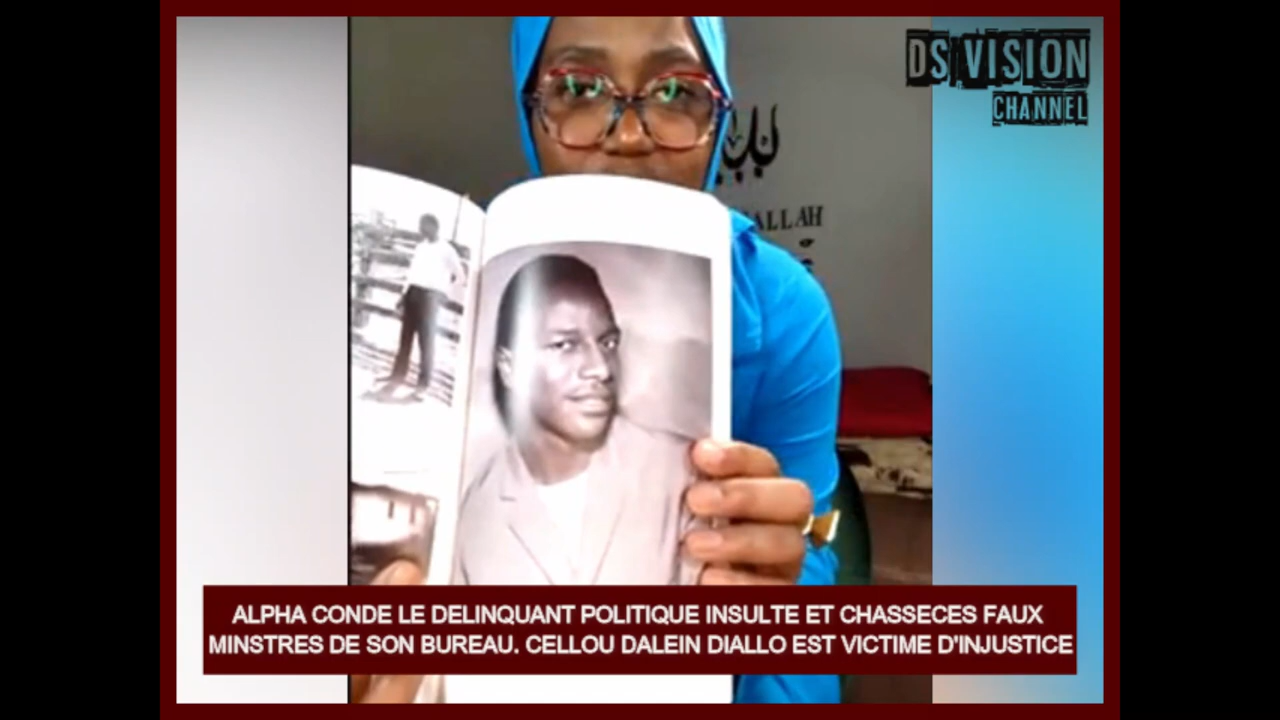 DS VISION
CHANNEL
ALLAH
ALPHA CONDE LE DELINQUANT POLITIQUE INSULTE ET CHASSECES FAUX
MINSTRES DE SON BUREAU. CELLOU DALEIN DIALLO EST VICTIME D'INJUSTICE